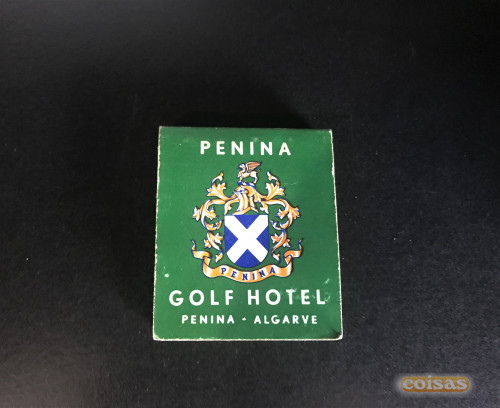 PENINA
PENINA
GOLF HOTEL
PENINA - ALGARVE
coisas